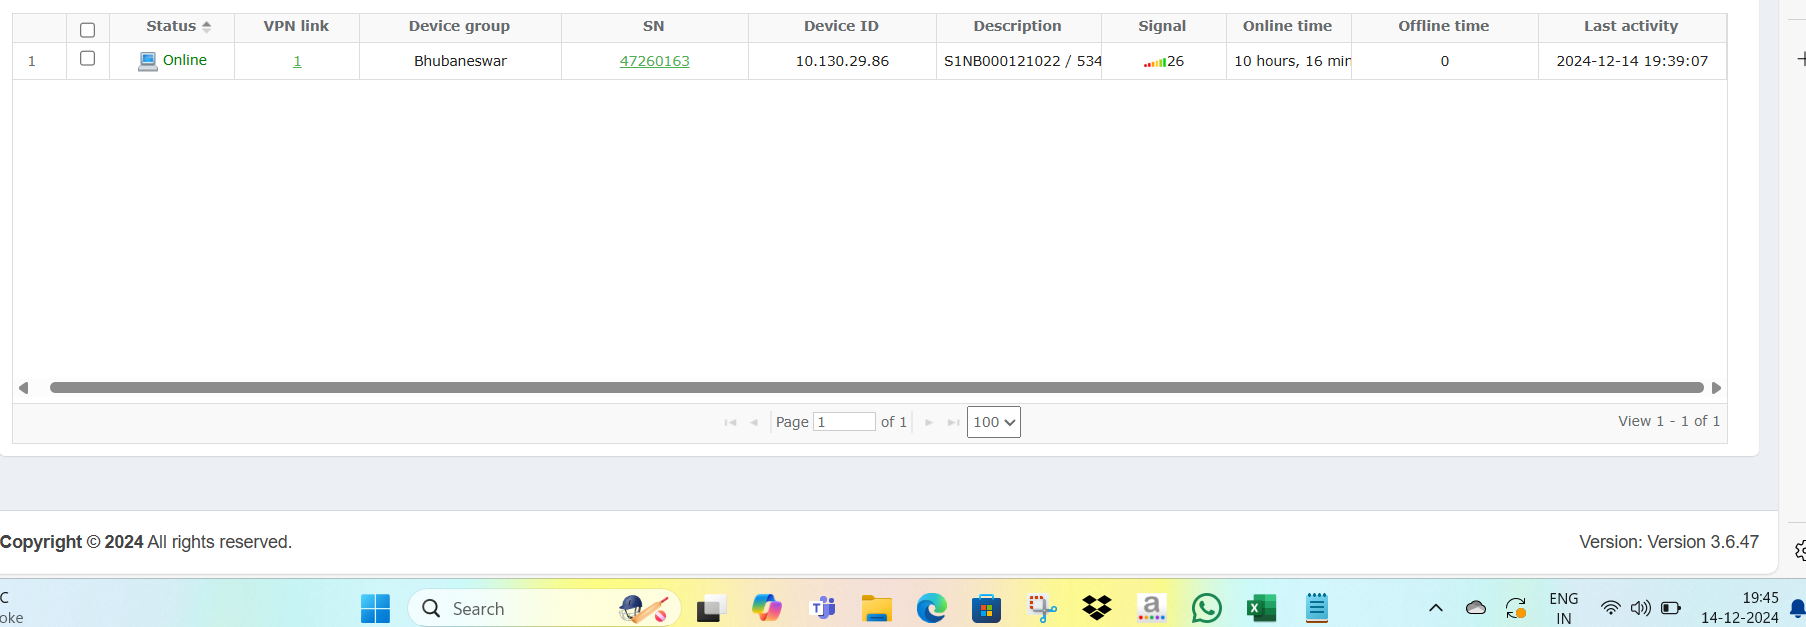 Status VPN link Device group SN Device ID Description Signal Online time Offline time Last activity
1 Online 1 Bhubaneswar 47260163 10.130.29.86 S1NB000121022 / 534 26 10 hours, 16 min 0 2024-12-14 19:39:07
Page 1 of 1 100 View 1 - 1 of 1
Copyright © 2024 All rights reserved. Version: Version 3.6.47
C
oke
Search
ENG
IN
19:45
14-12-2024